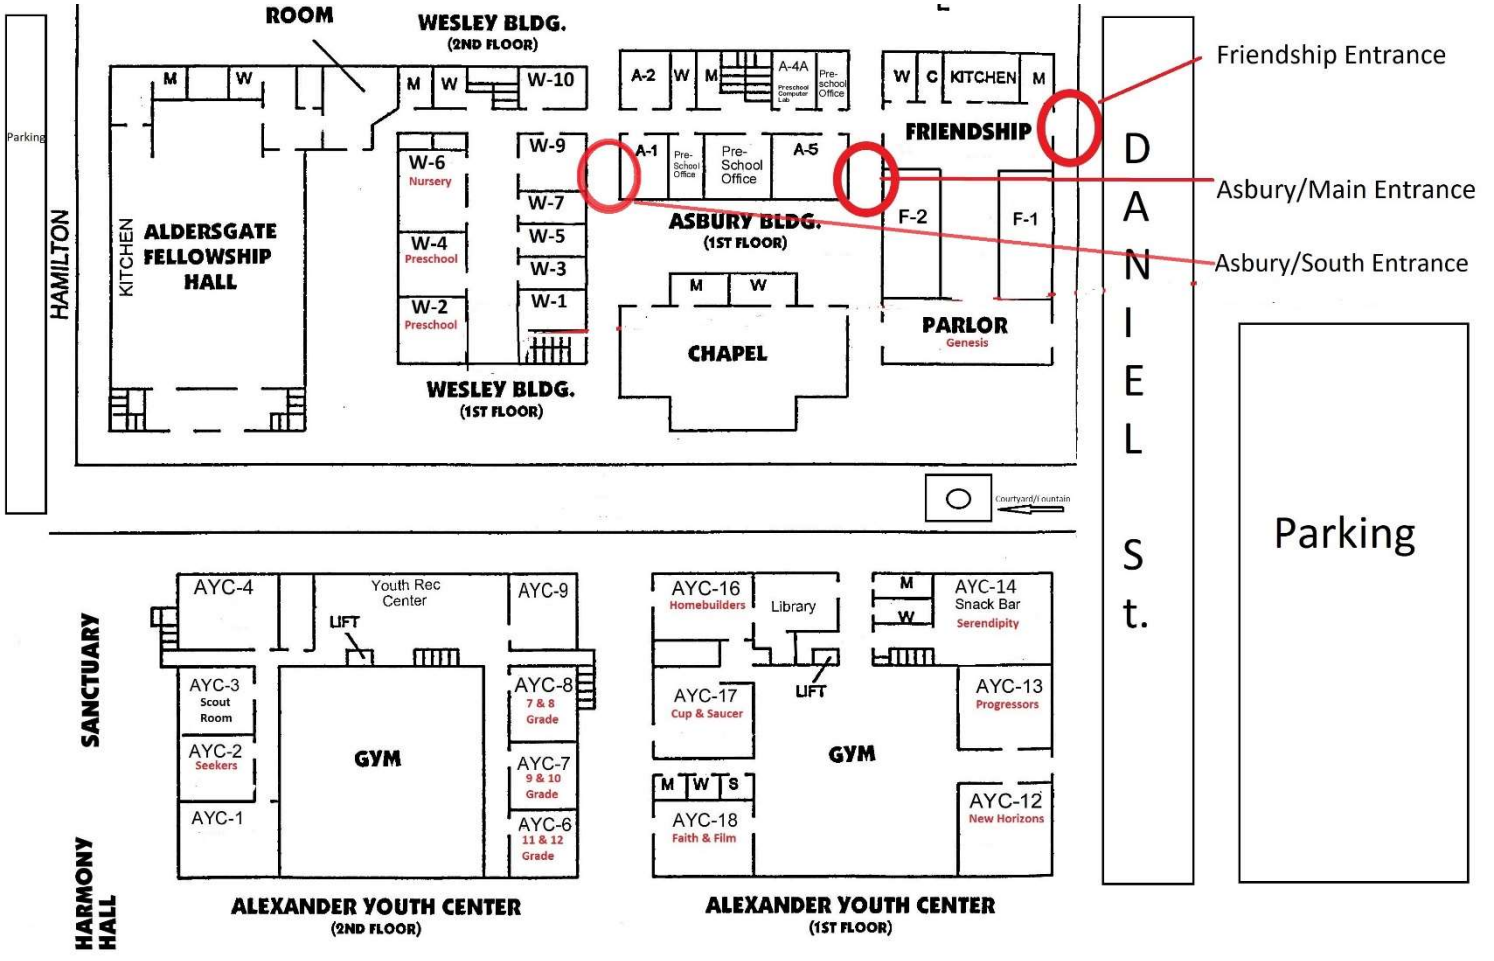 ROOM
WESLEY BLDG.
(2ND FLOOR)
M
W
M
W
W-10
A-2
W
M
A-4A
Preschool
Computer
Lab
Pre-
school
Office
W
C
KITCHEN
M
Friendship Entrance
Parking
FRIENDSHIP
W-6
Nursery
W-9
A-1
Pre-
School
Office
Pre-
School
Office
A-5
Asbury/Main Entrance
W-7
F-2
F-1
ASBURY BLDG.
(1ST FLOOR)
HAMILTON
KITCHEN
ALDERSGATE
FELLOWSHIP
HALL
W-4
Preschool
W-5
W-3
Asbury/South Entrance
W-2
Preschool
W-1
M
W
CHAPEL
PARLOR
Genesis
WESLEY BLDG.
(1ST FLOOR)
DANIEL St.
Courtyard/Fountain
Parking
AYC-4
Youth Rec
Center
AYC-9
LIFT
AYC-16
Homebuilders
Library
M
W
AYC-14
Snack Bar
Serendipity
LIFT
SANCTUARY
AYC-3
Scout
Room
AYC-8
7 & 8
Grade
AYC-17
Cup & Saucer
AYC-13
Progressors
AYC-2
Seekers
GYM
AYC-7
9 & 10
Grade
GYM
M
W
S
AYC-1
AYC-6
11 & 12
Grade
AYC-18
Faith & Film
AYC-12
New Horizons
HARMONY
HALL
ALEXANDER YOUTH CENTER
(2ND FLOOR)
ALEXANDER YOUTH CENTER
(1ST FLOOR)